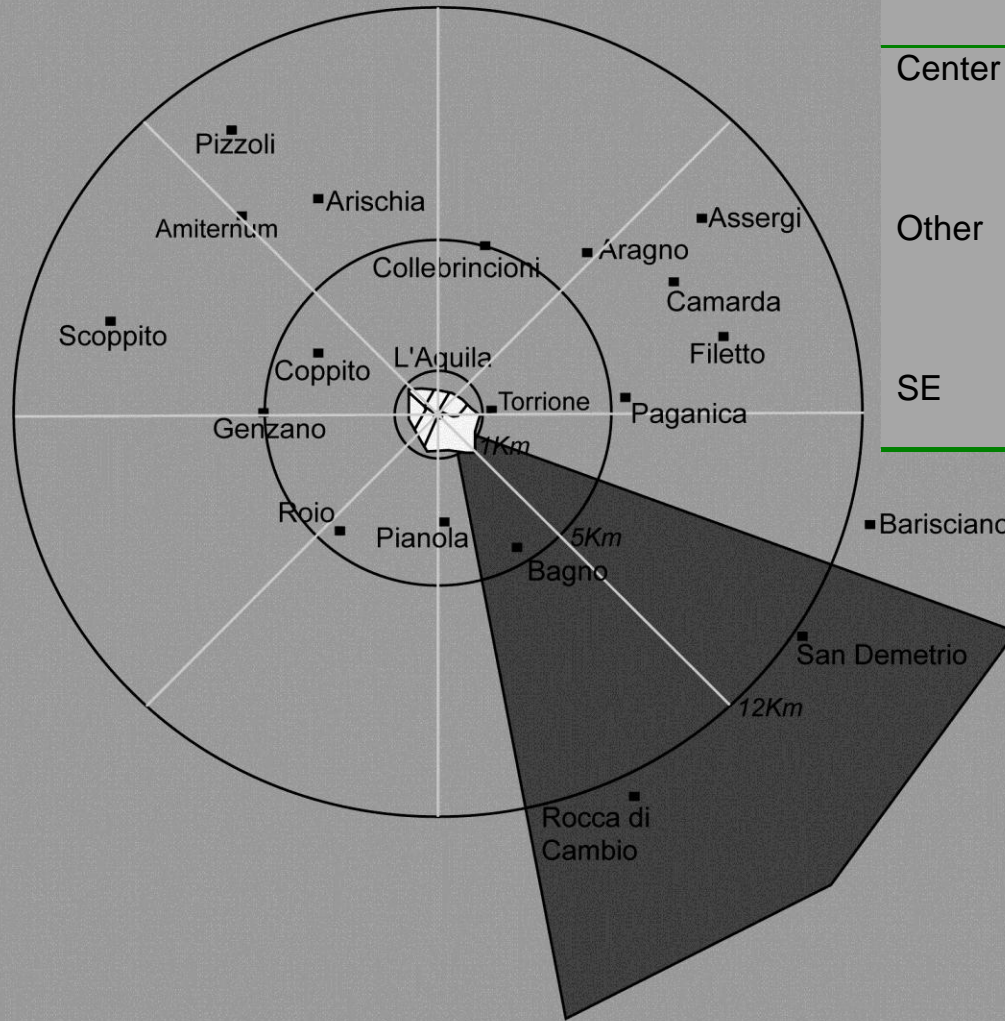 Center
Pizzoli
Arischia
Assergi
Amiternum
Other
Aragno
Collebrincioni
Camarda
Scoppito
Filetto
L'Aquila
Coppito
SE
Torrione
Paganica
Genzano
1Km
Roio
Barisciano
Pianola
5Km
Bagno
San Demetrio
12Km
Rocca di
Cambio